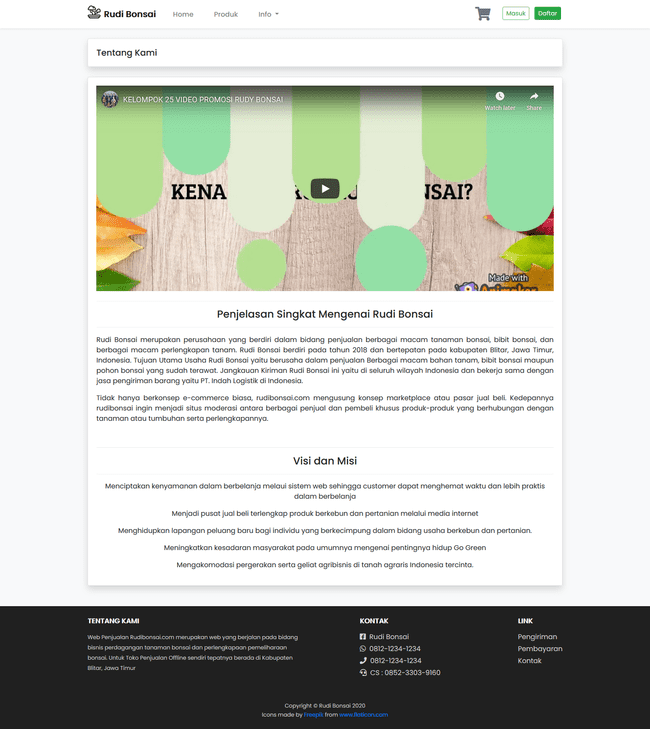 Rudi Bonsai
Home
Produk
Info
Masuk
Daftar
Tentang Kami
KELOMPOK 25 VIDEO PROMOSI RUDY BONSAI
Watch later
Share
KENA
NSAI?
Made with
Penjelasan Singkat Mengenai Rudi Bonsai
Rudi Bonsai merupakan perusahaan yang berdiri dalam bidang penjualan berbagai macam tanaman bonsai, bibit bonsai, dan
berbagai macam perlengkapan tanam. Rudi Bonsai berdiri pada tahun 2018 dan bertepatan pada kabupaten Blitar, Jawa Timur,
Indonesia. Tujuan Utama Usaha Rudi Bonsai yaitu berusaha dalam penjualan Berbagai macam bahan tanam, bibit bonsai maupun
pohon bonsai yang sudah terawat. Jangkauan Kiriman Rudi Bonsai ini yaitu di seluruh wilayah Indonesia dan bekerja sama dengan
jasa pengiriman barang yaitu PT. Indah Logistik di Indonesia.
Tidak hanya berkonsep e-commerce biasa, rudibonsai.com mengusung konsep marketplace atau pasar jual beli. Kedepannya
rudibonsai ingin menjadi situs moderasi antara berbagai penjual dan pembeli khusus produk-produk yang berhubungan dengan
tanaman atau tumbuhan serta perlengkapannya.
Visi dan Misi
Menciptakan kenyamanan dalam berbelanja melaui sistem web sehingga customer dapat menghemat waktu dan lebih praktis
dalam berbelanja
Menjadi pusat jual beli terlengkap produk berkebun dan pertanian melalui media internet
Menghidupkan lapangan peluang baru bagi individu yang berkecimpung dalam bidang usaha berkebun dan pertanian.
Meningkatkan kesadaran masyarakat pada umumnya mengenai pentingnya hidup Go Green
Mengakomodasi pergerakan serta geliat agribisnis di tanah agraris Indonesia tercinta.
TENTANG KAMI
Web Penjualan Rudibonsai.com merupakan web yang berjalan pada bidang
bisnis perdagangan tanaman bonsai dan perlengkapaan pemeliharaan
bonsai. Untuk Toko Penjualan Offline sendiri tepatnya berada di Kabupaten
Blitar, Jawa Timur
KONTAK
Rudi Bonsai
0812-1234-1234
0812-1234-1234
CS : 0852-3303-9160
LINK
Pengiriman
Pembayaran
Kontak
Copyright © Rudi Bonsai 2020
Icons made by Freepik from www.flaticon.com